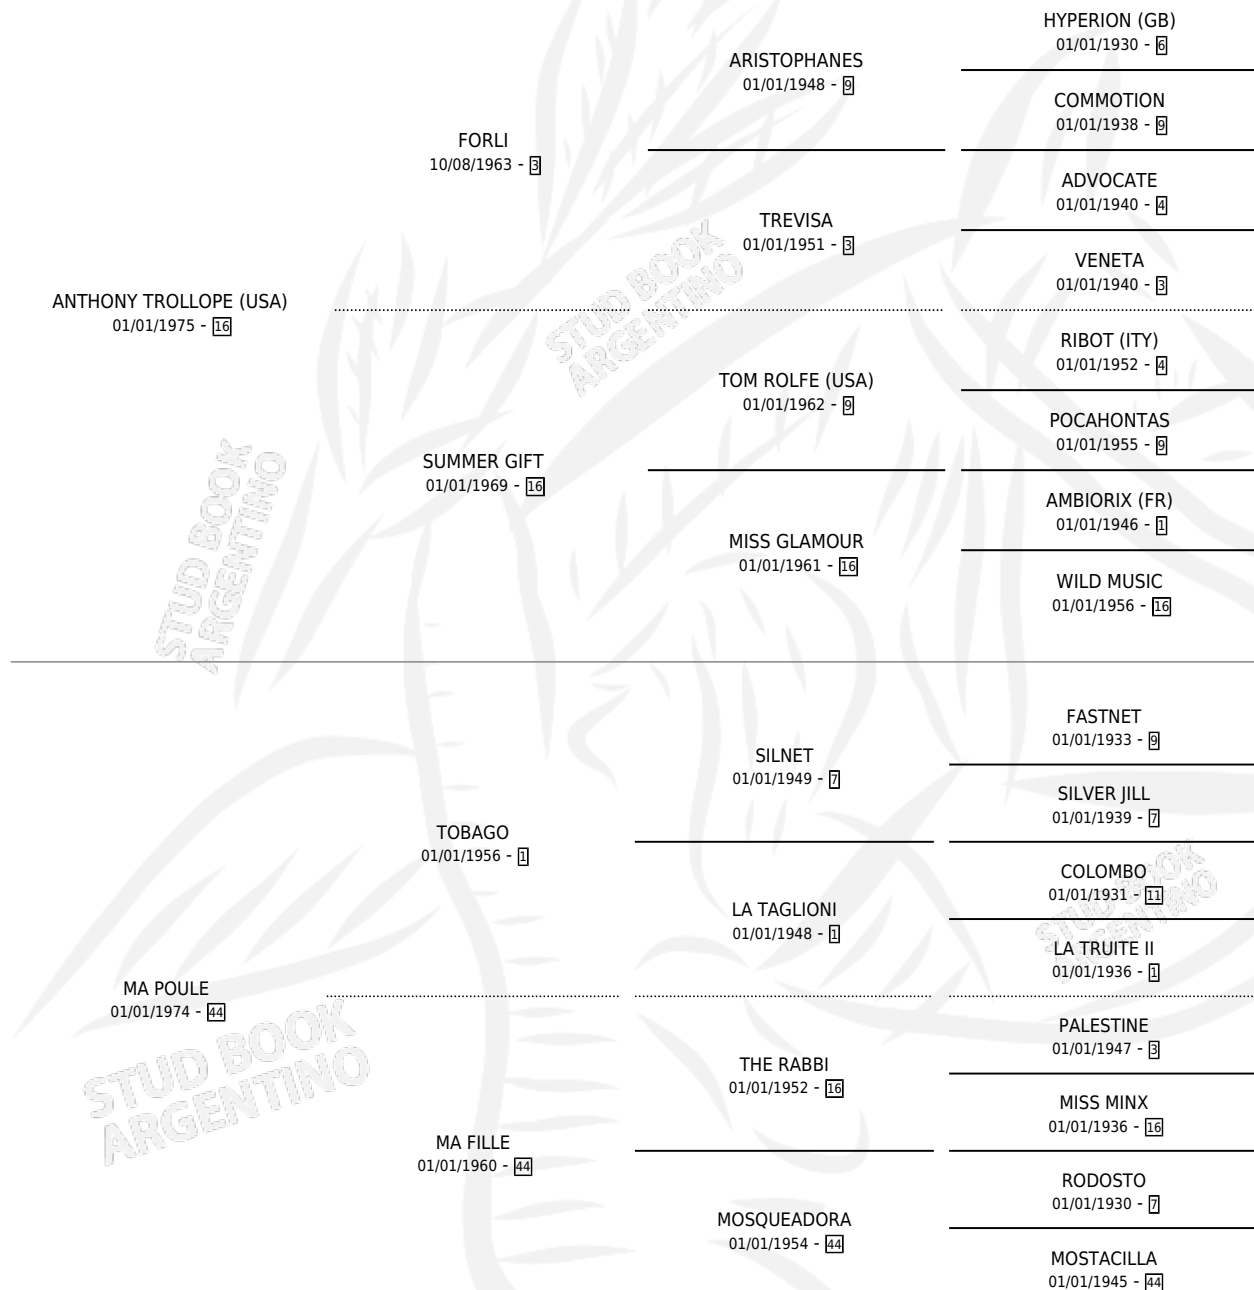 HYPERION (GB)
01/01/1930 - 6
ARISTOPHANES
01/01/1948 - 9
COMMOTION
01/01/1938 - 9
FORLI
10/08/1963 - 3
ADVOCATE
01/01/1940 - 4
TREVISA
01/01/1951 - 3
VENETA
01/01/1940 - 3
ANTHONY TROLLOPE (USA)
01/01/1975 - 16
STUD BOOK
ARGENTINO
RIBOT (ITY)
01/01/1952 - 4
TOM ROLFE (USA)
01/01/1962 - 9
POCAHONTAS
01/01/1955 - 9
SUMMER GIFT
01/01/1969 - 16
AMBIORIX (FR)
01/01/1946 - 1
MISS GLAMOUR
01/01/1961 - 16
WILD MUSIC
01/01/1956 - 16
STUD BOOK
ARGENTINO
FASTNET
01/01/1933 - 9
SILNET
01/01/1949 - 7
SILVER JILL
01/01/1939 - 7
TOBAGO
01/01/1956 - 1
COLOMBO
01/01/1931 - 11
LA TAGLIONI
01/01/1948 - 1
STUD BOOK
ARGENTINO
LA TRUITE II
01/01/1936 - 1
MA POULE
01/01/1974 - 44
STUD BOOK
ARGENTINO
PALESTINE
01/01/1947 - 3
THE RABBI
01/01/1952 - 16
MISS MINX
01/01/1936 - 16
MA FILLE
01/01/1960 - 44
RODOSTO
01/01/1930 - 7
MOSQUEADORA
01/01/1954 - 44
MOSTACILLA
01/01/1945 - 44